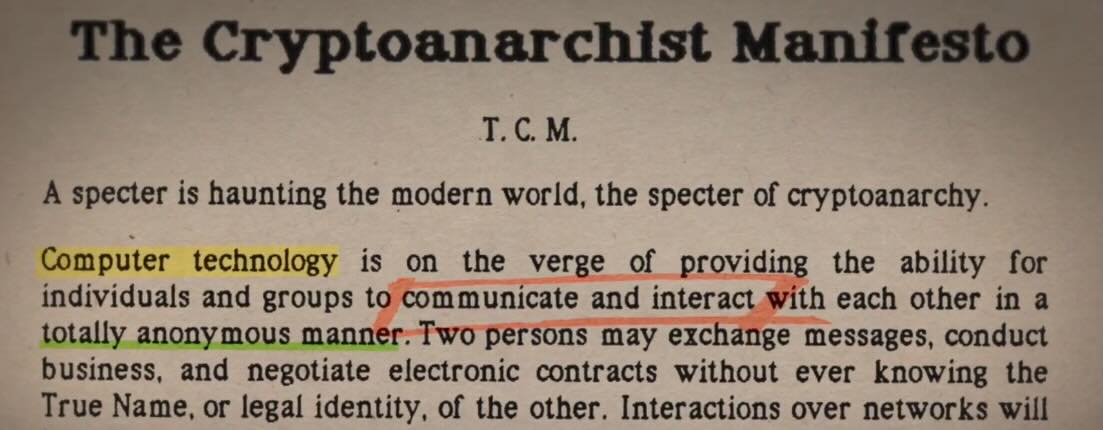 The Cryptoanarchist Manifesto
T. C. M.
A specter is haunting the modern world, the specter of cryptoanarchy.
Computer technology is on the verge of providing the ability for
individuals and groups to communicate and interact with each other in a
totally anonymous manner. Two persons may exchange messages, conduct
business, and negotiate electronic contracts without ever knowing the
True Name, or legal identity, of the other. Interactions over networks will